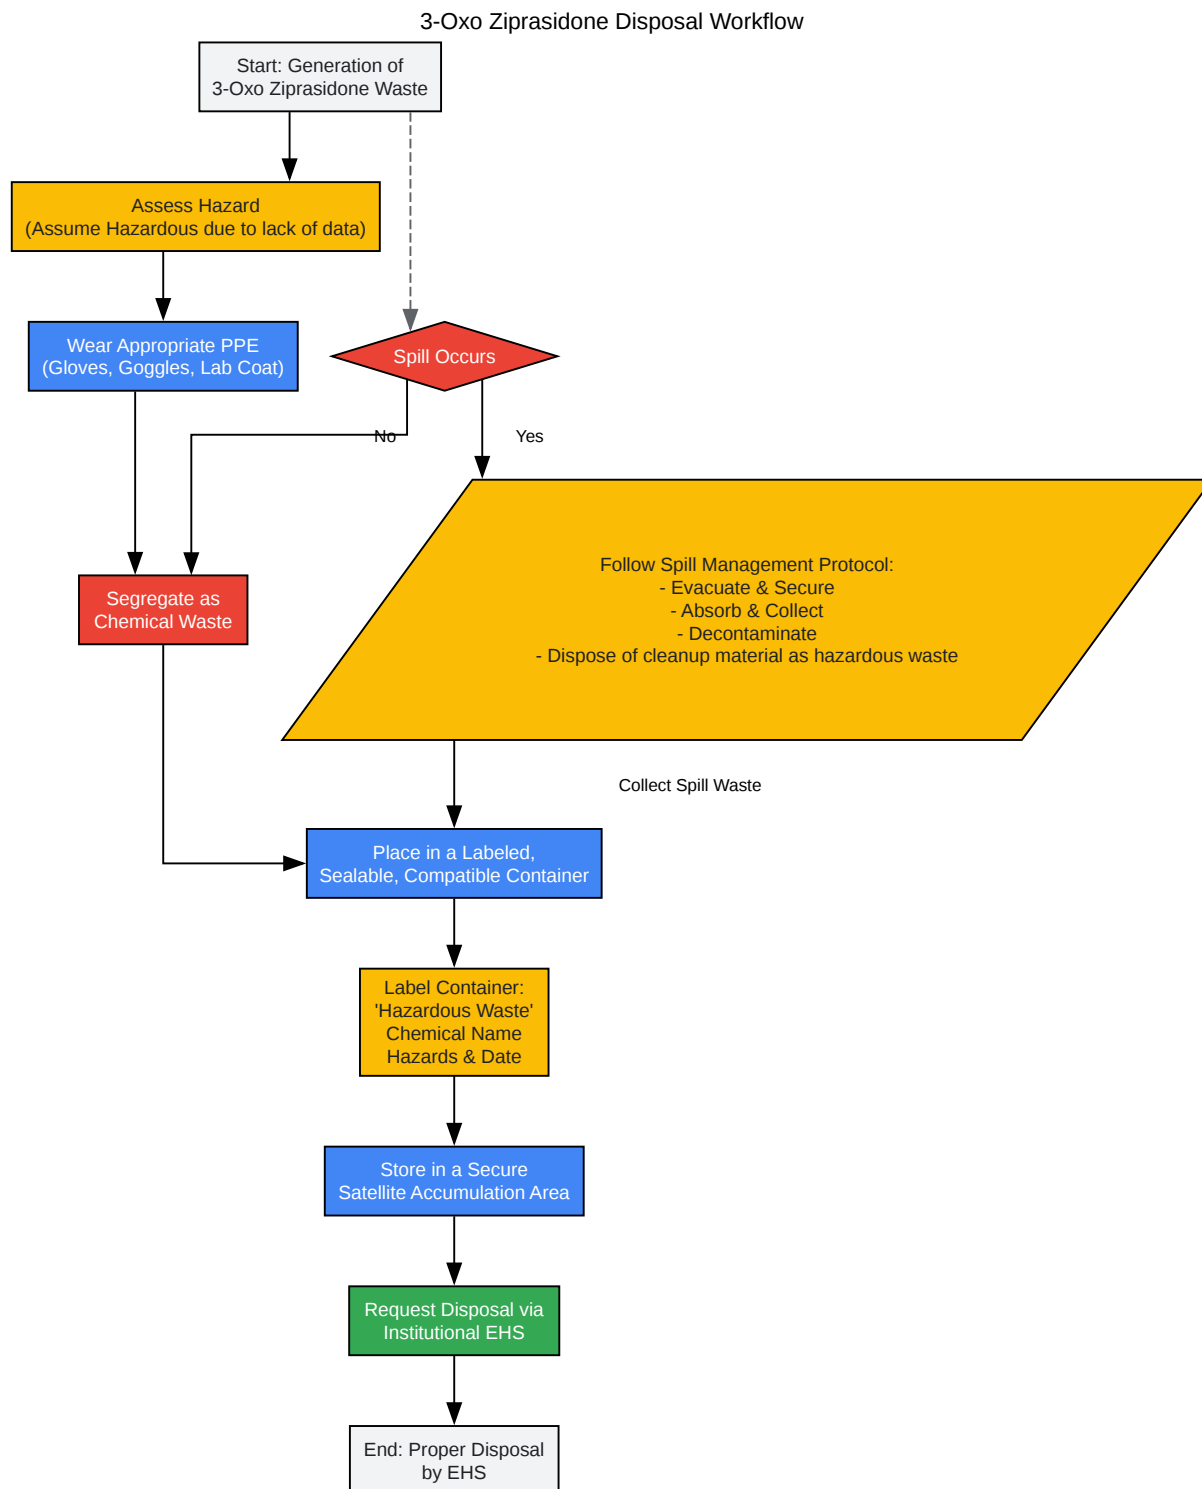 3-Oxo Ziprasidone Disposal Workflow
Start: Generation of
3-Oxo Ziprasidone Waste
Assess Hazard
(Assume Hazardous due to lack of data)
Wear Appropriate PPE
(Gloves, Goggles, Lab Coat)
Spill Occurs
No
Yes
Follow Spill Management Protocol:
- Evacuate & Secure
- Absorb & Collect
- Decontaminate
- Dispose of cleanup material as hazardous waste
Segregate as
Chemical Waste
Collect Spill Waste
Place in a Labeled,
Sealable, Compatible Container
Label Container:
'Hazardous Waste'
Chemical Name
Hazards & Date
Store in a Secure
Satellite Accumulation Area
Request Disposal via
Institutional EHS
End: Proper Disposal
by EHS